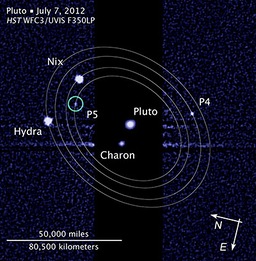 Pluto • July 7, 2012
HST WFC3/UVIS F350LP
Nix
P5
Pluto
P4
Hydra
Charon
N
E
50,000 miles
80,500 kilometers